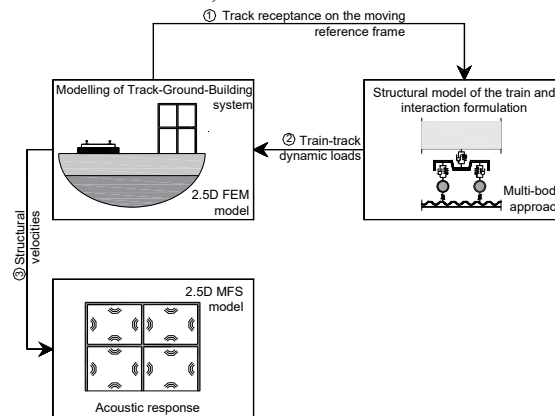 ① Track receptance on the moving
reference frame
Modelling of Track-Ground-Building
system
2.5D FEM
model
② Train-track
dynamic loads
Structural model of the train and
interaction formulation
Multi-body
approach
③ Structural
velocities
2.5D MFS
model
Acoustic response